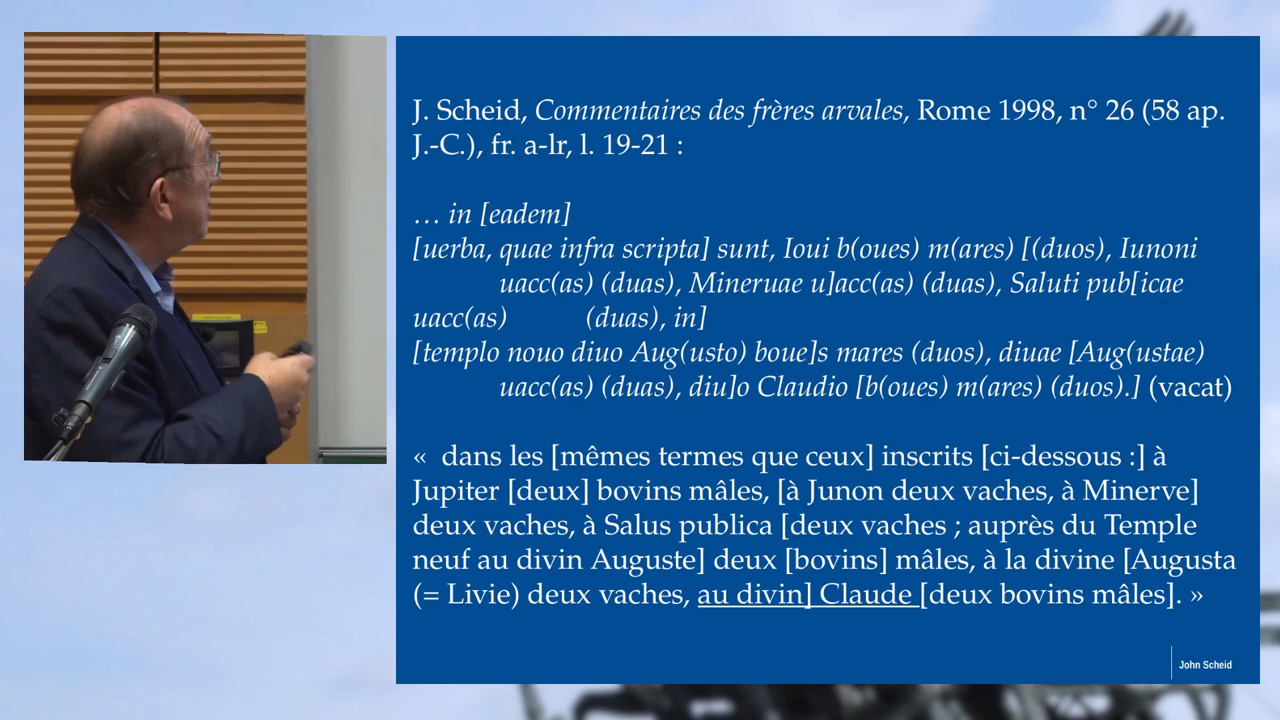 J. Scheid, Commentaires des frères arvales, Rome 1998, n° 26 (58 ap.
J.-C.), fr. a-lr, l. 19-21 :
… in [eadem]
[uerba, quae infra scripta] sunt, Ioui b(oues) m(ares) [(duos), Iunoni
uacc(as) (duas), Mineruae u]acc(as) (duas), Saluti pub[icae
uacc(as) (duas), in]
[templo nouo diuo Aug(usto) boue]s mares (duos), diuae [Aug(ustae)
uacc(as) (duas), diu]o Claudio [b(oues) m(ares) (duos).] (vacat)
« dans les [mêmes termes que ceux] inscrits [ci-dessous :] à
Jupiter [deux] bovins mâles, [à Junon deux vaches, à Minerve]
deux vaches, à Salus publica [deux vaches ; auprès du Temple
neuf au divin Auguste] deux [bovins] mâles, à la divine [Augusta
(= Livie) deux vaches, au divin] Claude [deux bovins mâles]. »
John Scheid